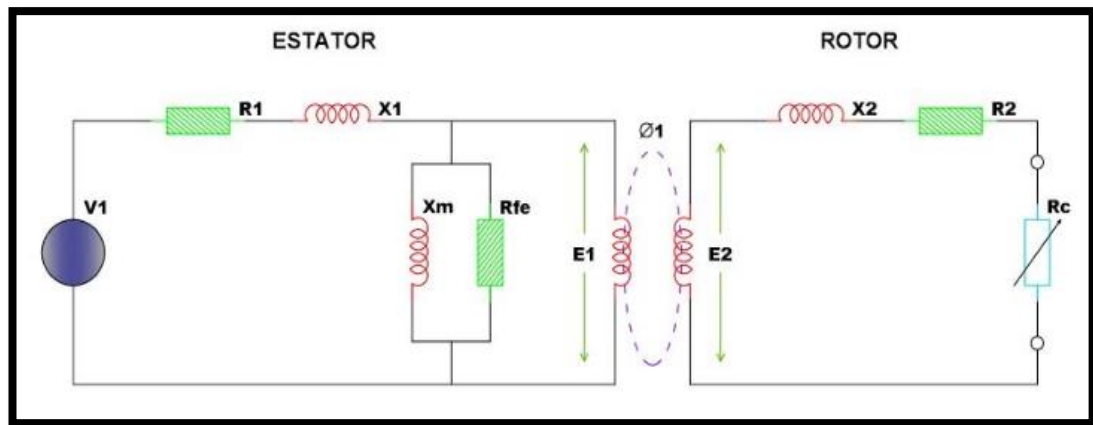 ESTATOR
ROTOR
R1
X1
X2
R2
Ø1
V1
Xm
Rfe
E1
E2
Rc